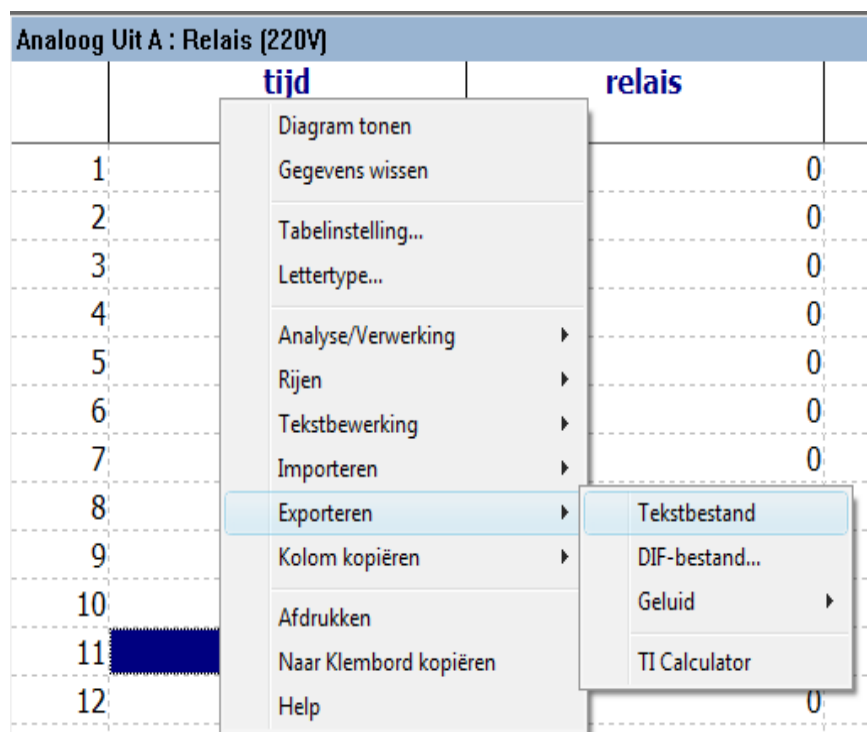 Analoog Uit A : Relais (220V)
tijd relais
Diagram tonen
1 Gegevens wissen 0
2 Tabelinstelling... 0
3 Lettertype... 0
4 Analyse/Verwerking 0
5 Rijen 0
6 Tekstbewerking 0
7 Importeren 0
8 Exporteren Tekstbestand
9 Kolom kopiëren DIF-bestand...
10 Afdrukken Geluid
11 Naar Klembord kopiëren TI Calculator
12 Help 0